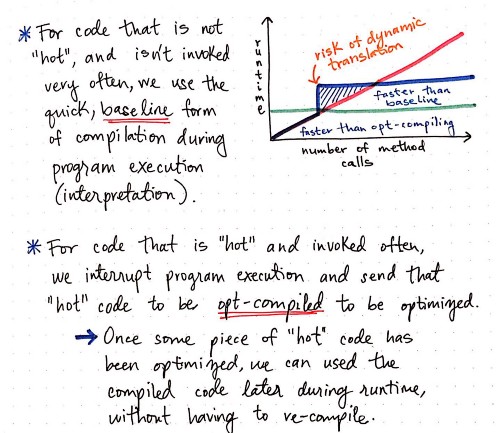 * For code that is not
"hot", and isn't invoked
very often, we use the
quick, baseline form
of compilation during
program execution
(interpretation).
runtime
risk of dynamic
translation
faster than
baseline
faster than opt-compiling
number of method
calls
* For code that is "hot" and invoked often,
we interrupt program execution and send that
"hot" code to be opt-compiled to be optimized.
→ Once some piece of "hot" code has
been optimized, we can used the
compiled code later during runtime,
without having to re-compile.